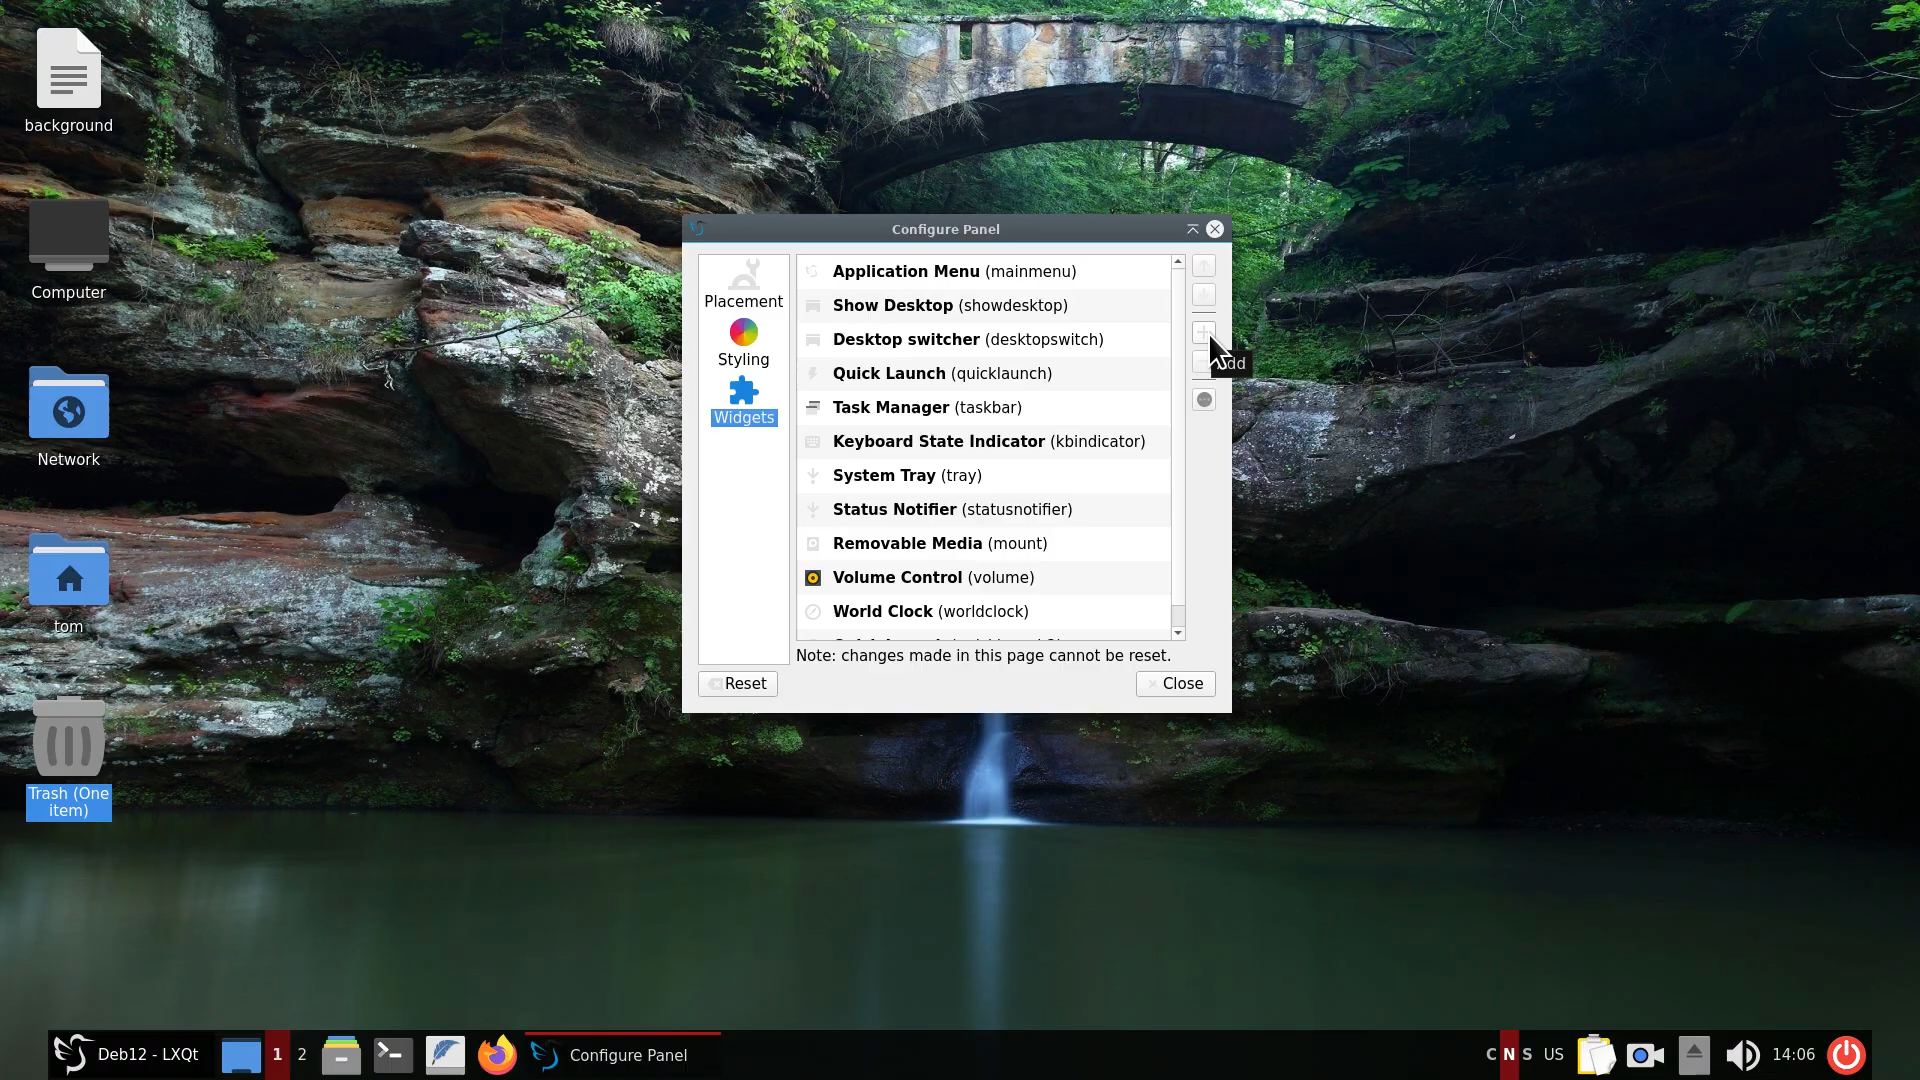 background
Computer
Network
tom
Trash (One
item)
Configure Panel
Placement
Styling
Widgets
Application Menu (mainmenu)
Show Desktop (showdesktop)
Desktop switcher (desktopswitch)
Quick Launch (quicklaunch)
Task Manager (taskbar)
Keyboard State Indicator (kbindicator)
System Tray (tray)
Status Notifier (statusnotifier)
Removable Media (mount)
Volume Control (volume)
World Clock (worldclock)
Note: changes made in this page cannot be reset.
Reset
Close
Deb12 - LXQt
1
2
Configure Panel
C N S
US
14:06